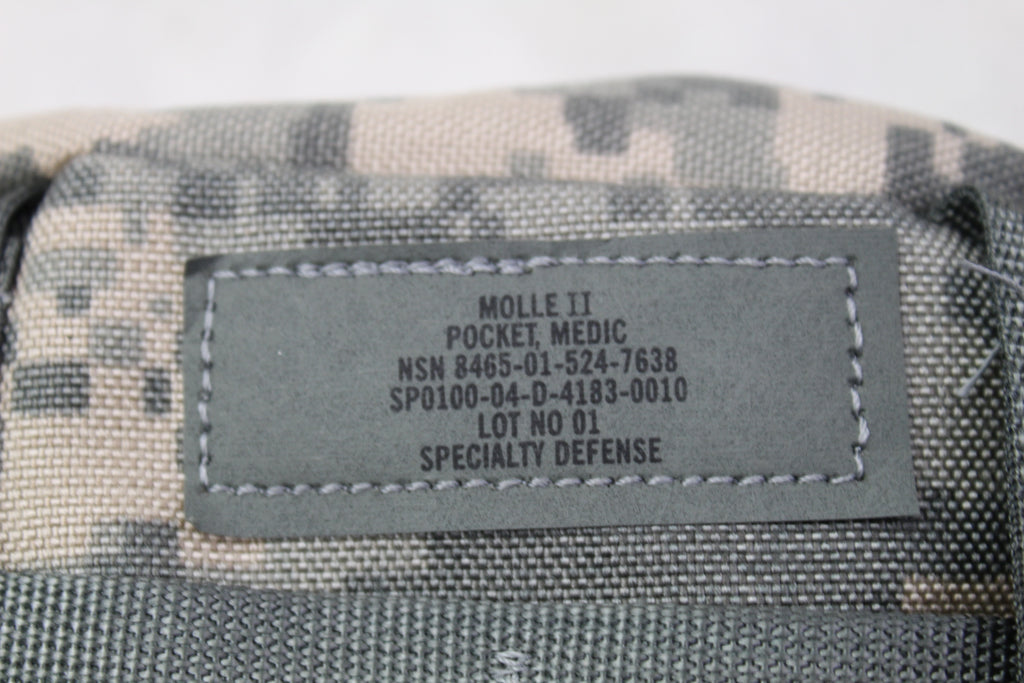 MOLLE II
POCKET, MEDIC
NSN 8465-01-524-7638
SP0100-04-D-4183-0010
LOT NO 01
SPECIALTY DEFENSE